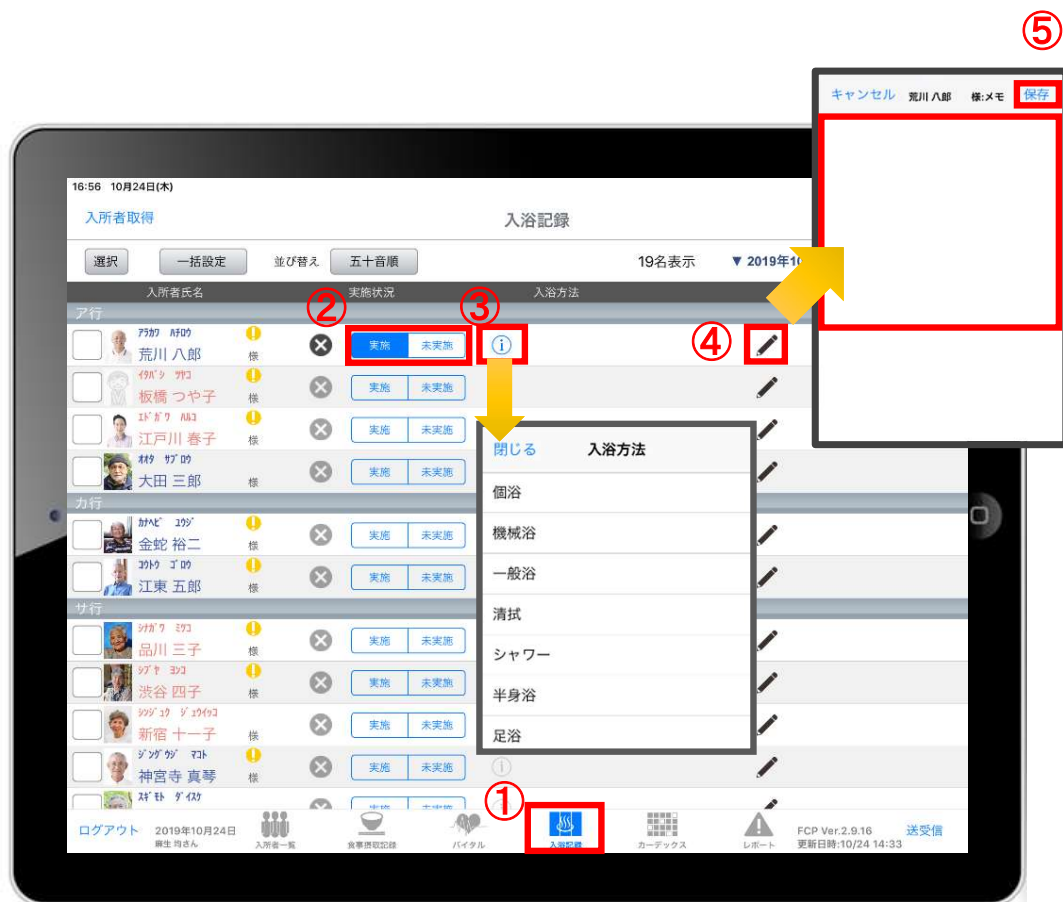 ⑤
キャンセル 荒川 八郎 様:メモ 保存
16:56 10月24日(木)
入所者取得 入浴記録
選択 一括設定 並び替え 五十音順 19名表示 ▼ 2019年10
入所者氏名 実施状況 入浴方法
② ③
ア行
アラカワ ハチロウ
荒川 八郎 様 実施 未実施 ④
イタバシ ツヤコ
板橋 つや子 様 実施 未実施
エドガワ ハルコ
江戸川 春子 様 実施 未実施
オオタ サブロウ
大田 三郎 様 実施 未実施
閉じる 入浴方法
個浴
機械浴
一般浴
清拭
シャワー
半身浴
足浴
カ行
カナヘビ ユウジ
金蛇 裕二 様 実施 未実施
コウトウ ゴロウ
江東 五郎 様 実施 未実施
サ行
シナガワ ミツコ
品川 三子 様 実施 未実施
シブヤ ヨンコ
渋谷 四子 様 実施 未実施
シンジュク ジュウイッコ
新宿 十一子 様 実施 未実施
ジングウジ マコト
神宮寺 真琴 様 実施 未実施
スギモト ダイスケ
①
ログアウト 2019年10月24日
麻生 均さん
入所者一覧 食事摂取記録 バイタル 入浴記録 カーデックス レポート
FCP Ver.2.9.16
更新日時:10/24 14:33
送受信